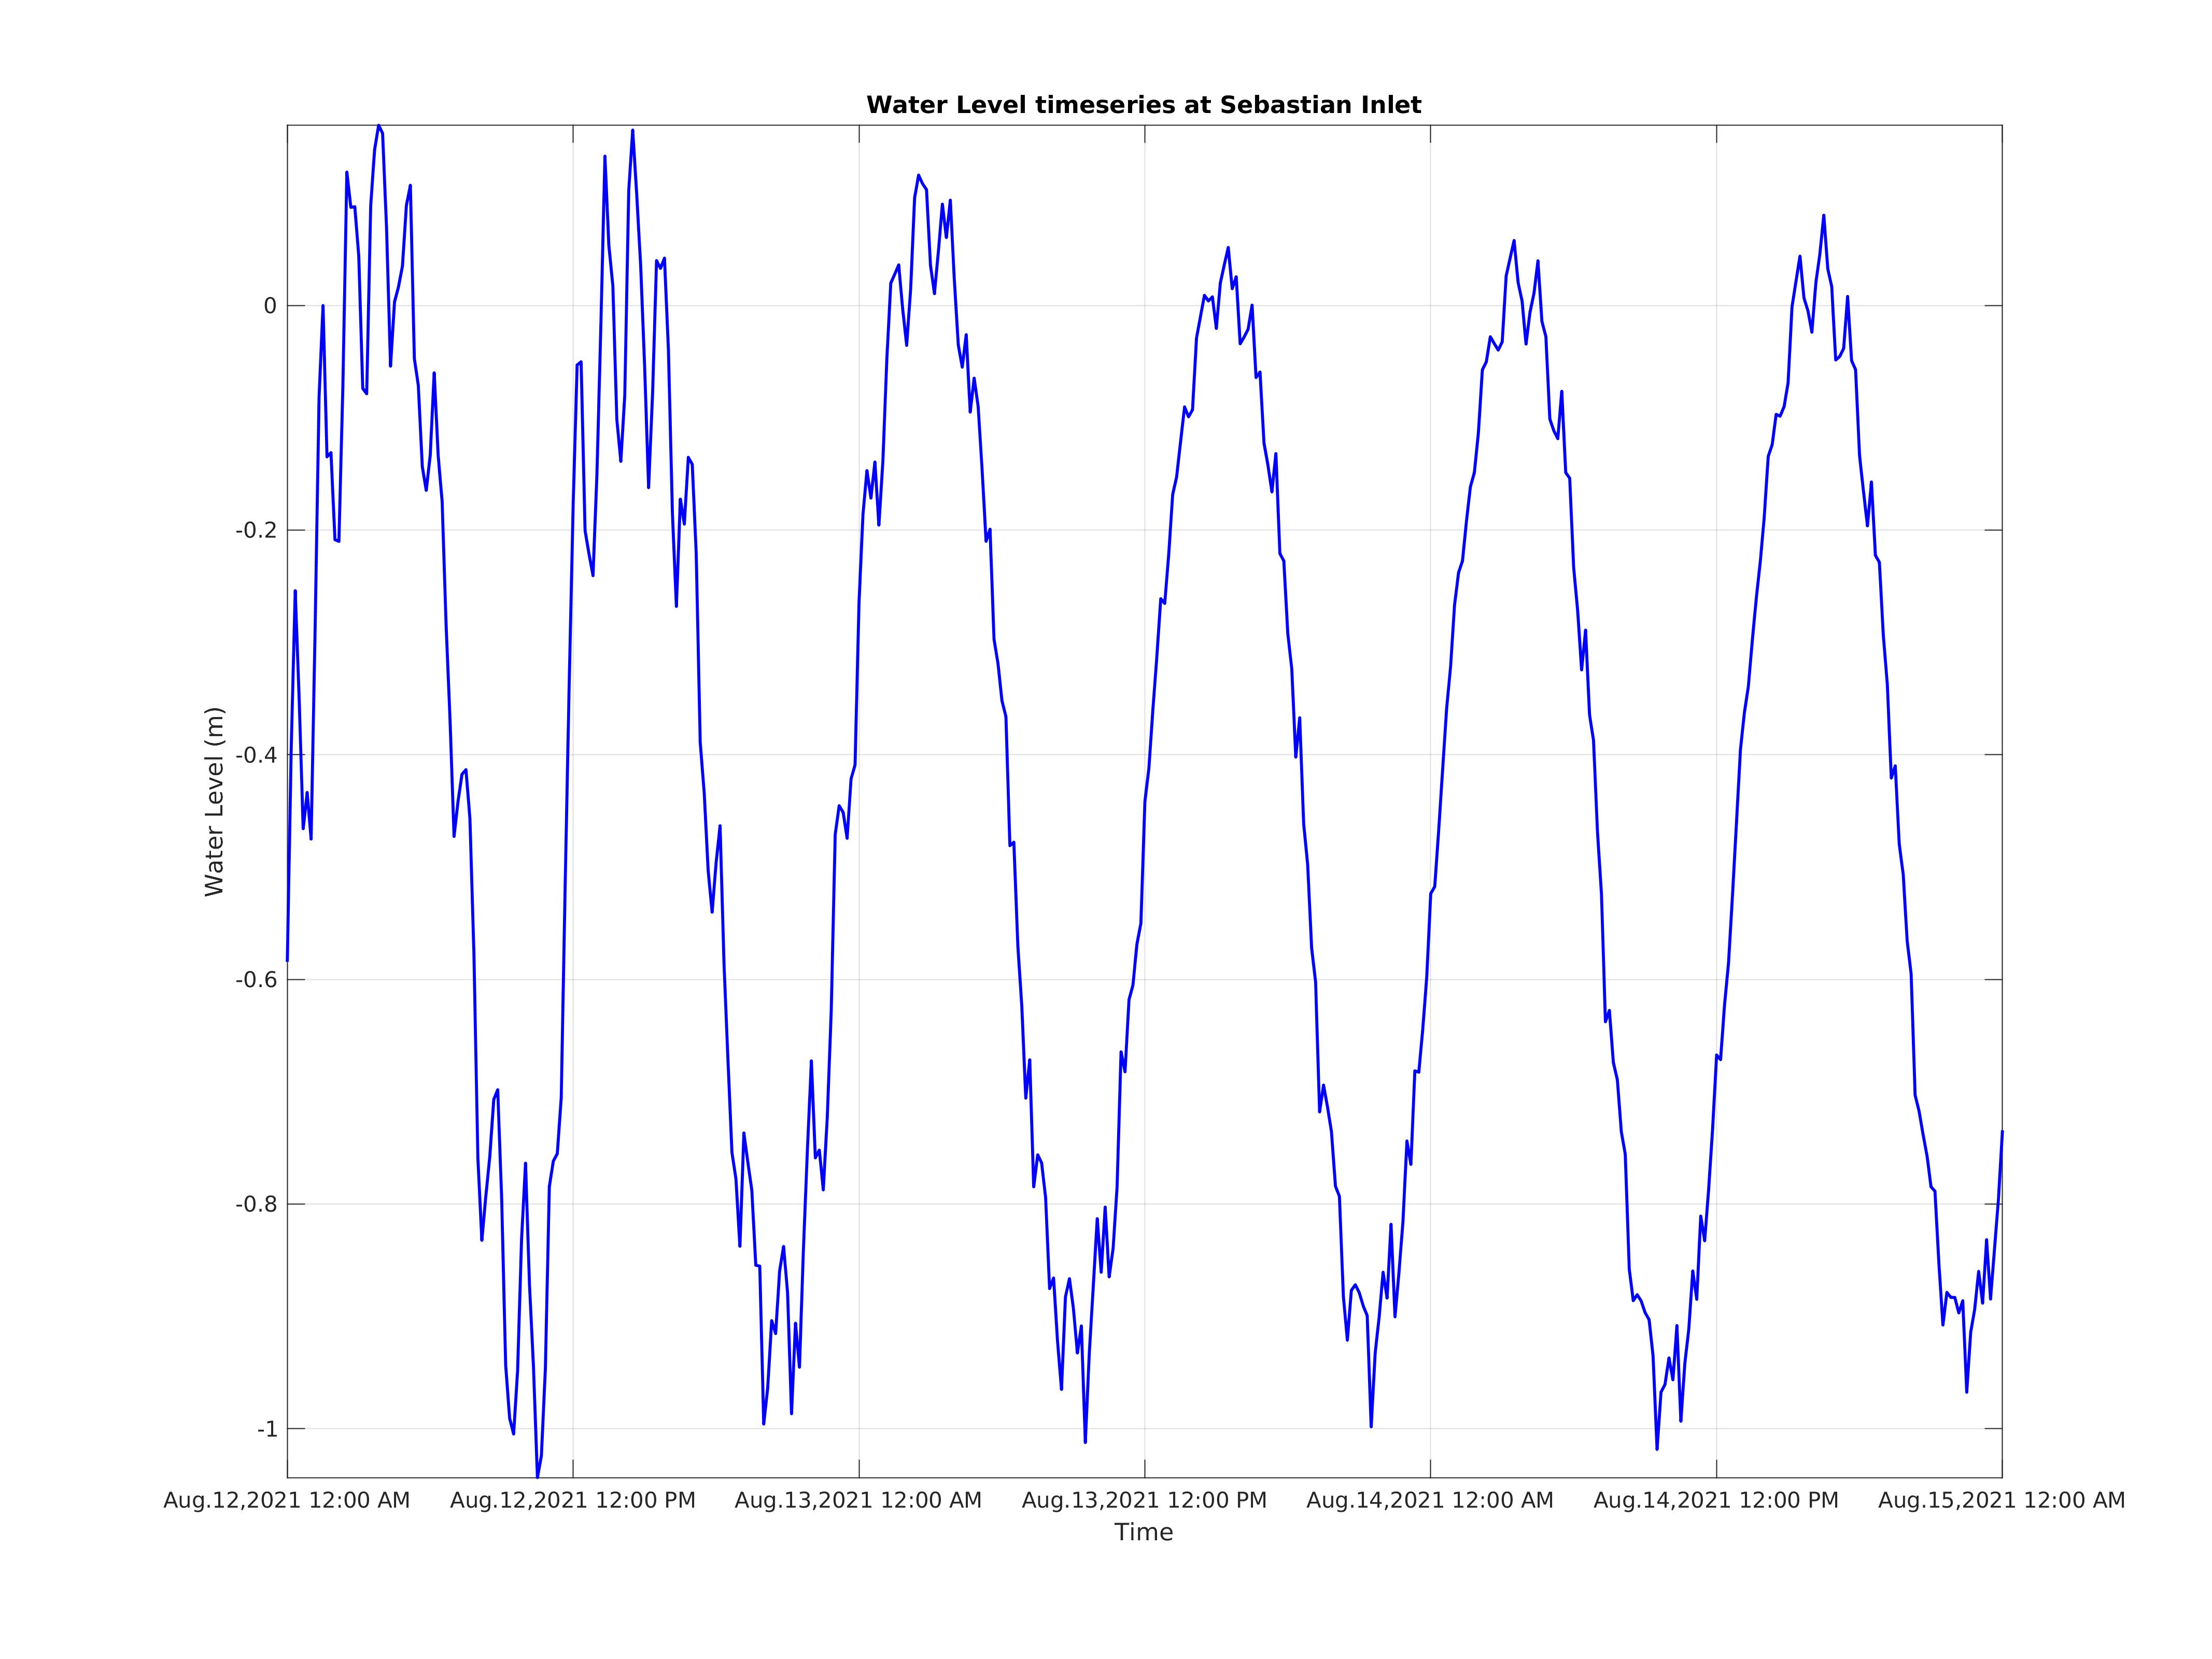 Water Level timeseries at Sebastian Inlet
0
-0.2
-0.4
-0.6
-0.8
-1
Water Level (m)
Aug.12,2021 12:00 AM
Aug.12,2021 12:00 PM
Aug.13,2021 12:00 AM
Aug.13,2021 12:00 PM
Aug.14,2021 12:00 AM
Aug.14,2021 12:00 PM
Aug.15,2021 12:00 AM
Time